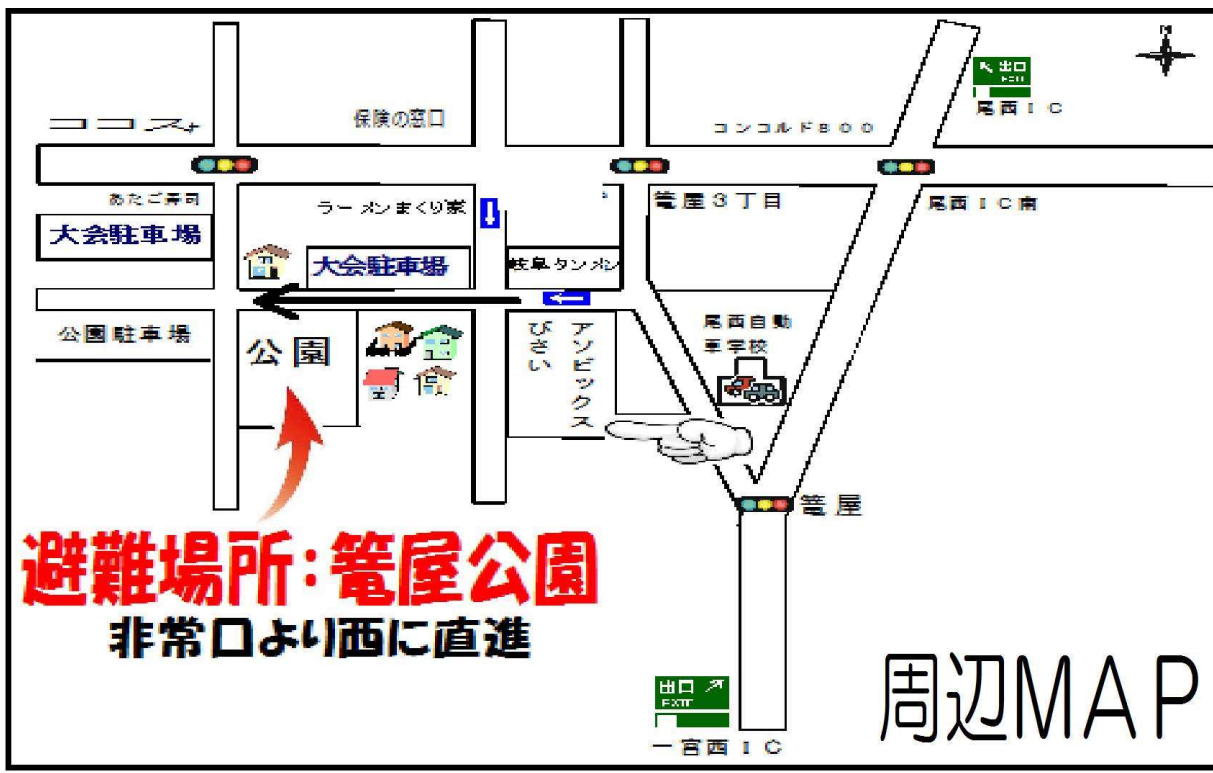 N
出口
EXIT
尾西IC
ココス
保険の窓口
コンコルド800
あたご寿司
ラーメンまくり家
篭屋3丁目
尾西IC南
大会駐車場
大会駐車場
岐阜タンメン
公園駐車場
公園
アソビックス
びさい
尾西自動
車学校
篭屋
避難場所:篭屋公園
非常口より西に直進
出口
EXIT
一宮西IC
周辺MAP